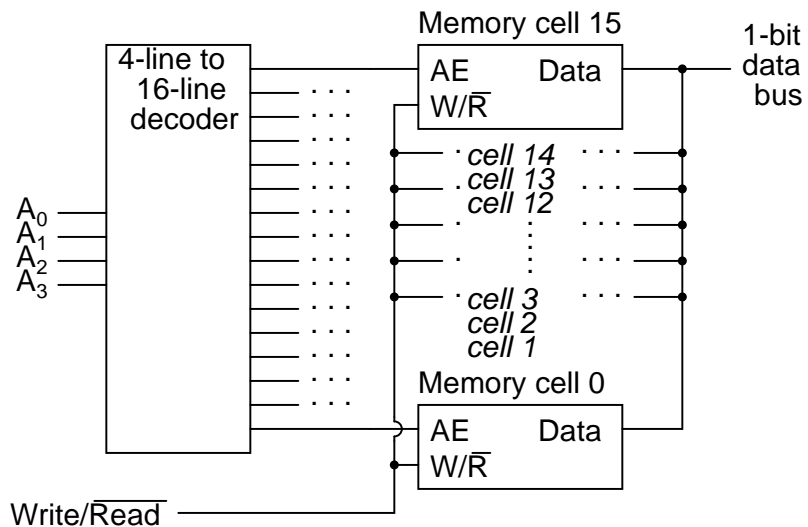 Memory cell 15
1-bit
data
bus
4-line to
16-line
decoder
AE Data
W/R̅
cell 14
cell 13
cell 12
A₀
A₁
A₂
A₃
cell 3
cell 2
cell 1
Memory cell 0
AE Data
W/R̅
Write/R̅e̅a̅d̅